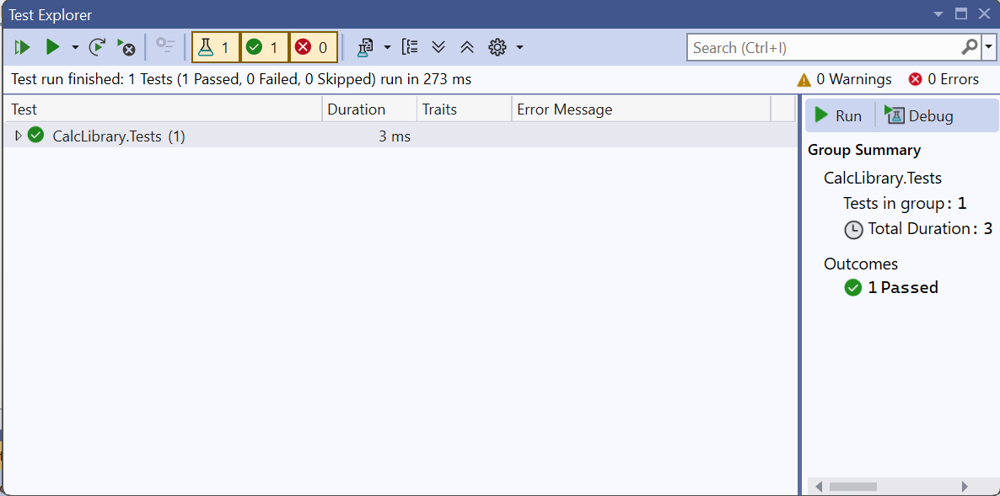 Test Explorer
1 1 0
Search (Ctrl+I)
Test run finished: 1 Tests (1 Passed, 0 Failed, 0 Skipped) run in 273 ms
0 Warnings 0 Errors
Test Duration Traits Error Message
CalcLibrary.Tests (1) 3 ms
Run Debug
Group Summary
CalcLibrary.Tests
Tests in group: 1
Total Duration: 3
Outcomes
1 Passed